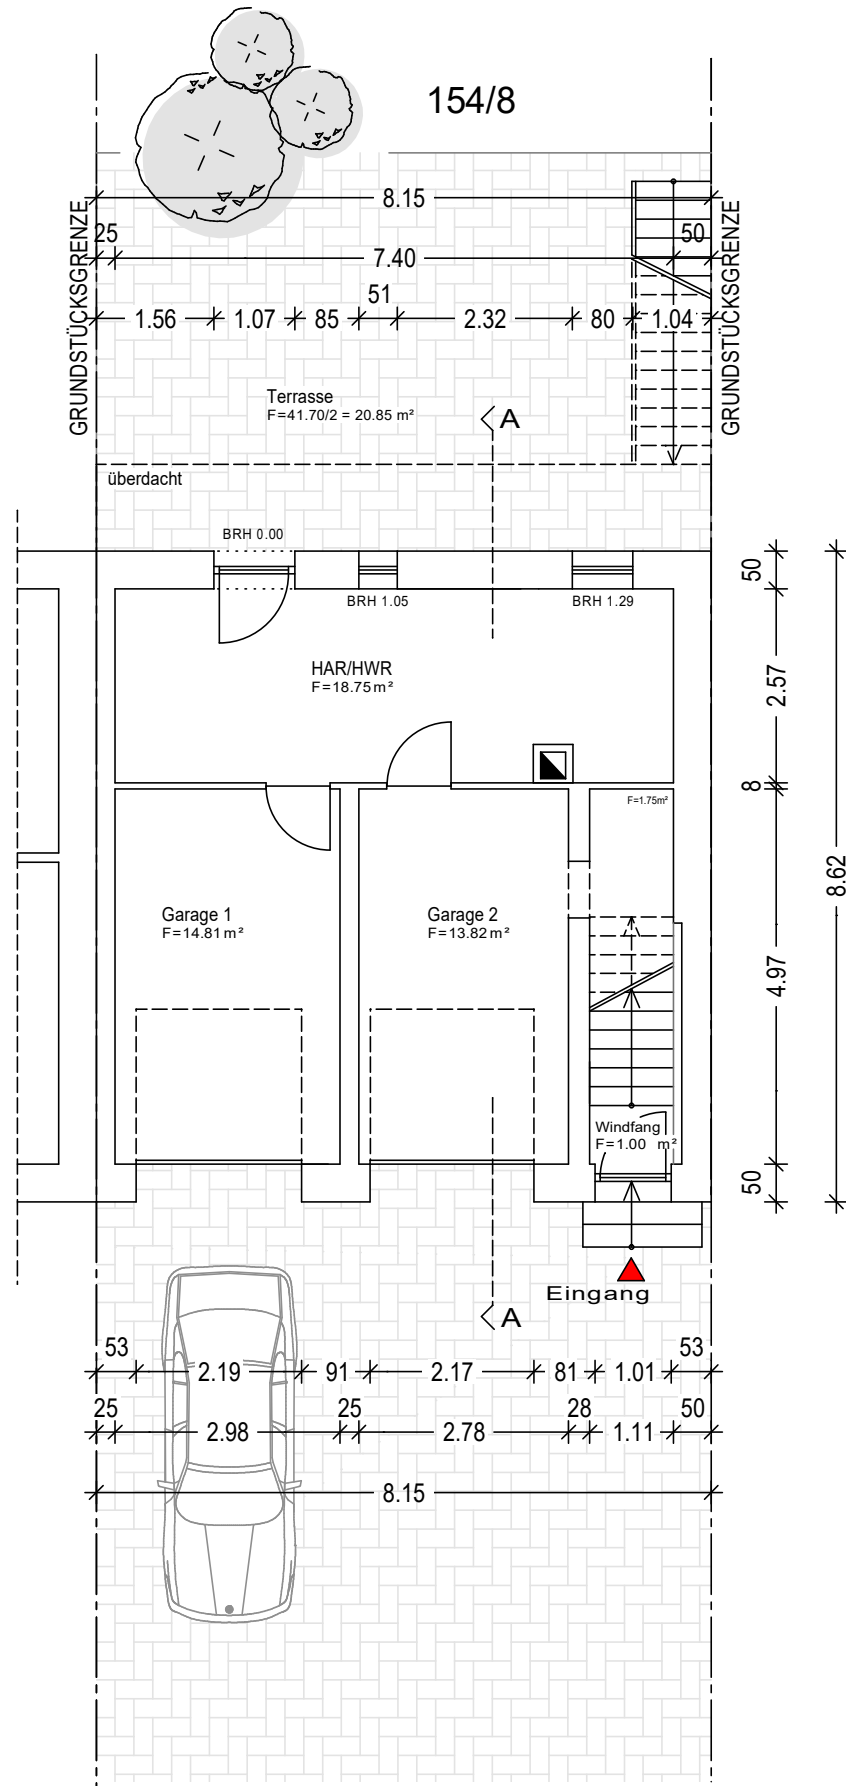 154/8
8.15
GRUNDSTÜCKSGRENZE
GRUNDSTÜCKSGRENZE
25
7.40
50
1.56
1.07
85
51
2.32
80
1.04
Terrasse
F=41.70/2 = 20.85 m²
A
überdacht
BRH 0.00
BRH 1.05
BRH 1.29
50
HAR/HWR
F=18.75m²
2.57
8
F=1.75m²
8.62
Garage 1
F=14.81m²
Garage 2
F=13.82m²
4.97
Windfang
F=1.00 m²
50
Eingang
A
53
2.19
91
2.17
81
1.01
53
25
2.98
25
2.78
28
1.11
50
8.15